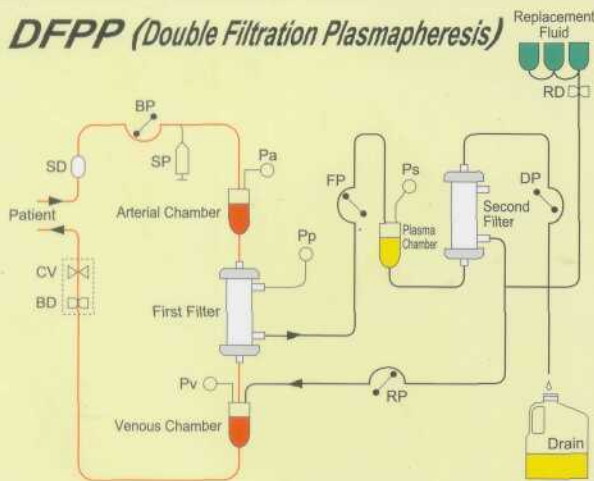 DFPP (Double Filtration Plasmapheresis)
Replacement
Fluid
RD
BP
SP
SD
Pa
FP
Ps
DP
Patient
Arterial Chamber
Plasma
Chamber
Second
Filter
Pp
CV
BD
First Filter
Pv
RP
Venous Chamber
Drain